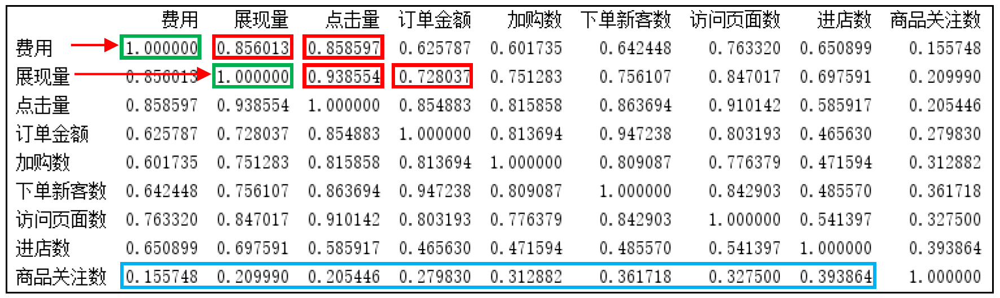 费用 展现量 点击量 订单金额 加购数 下单新客数 访问页面数 进店数 商品关注数
费用 1.000000 0.856013 0.858597 0.625787 0.601735 0.642448 0.763320 0.650899 0.155748
展现量 0.856013 1.000000 0.938554 0.728037 0.751283 0.756107 0.847017 0.697591 0.209990
点击量 0.858597 0.938554 1.000000 0.854883 0.815858 0.863694 0.910142 0.585917 0.205446
订单金额 0.625787 0.728037 0.854883 1.000000 0.813694 0.947238 0.803193 0.465630 0.279830
加购数 0.601735 0.751283 0.815858 0.813694 1.000000 0.809087 0.776379 0.471594 0.312882
下单新客数 0.642448 0.756107 0.863694 0.947238 0.809087 1.000000 0.842903 0.485570 0.361718
访问页面数 0.763320 0.847017 0.910142 0.803193 0.776379 0.842903 1.000000 0.541397 0.327500
进店数 0.650899 0.697591 0.585917 0.465630 0.471594 0.485570 0.541397 1.000000 0.393864
商品关注数 0.155748 0.209990 0.205446 0.279830 0.312882 0.361718 0.327500 0.393864 1.000000